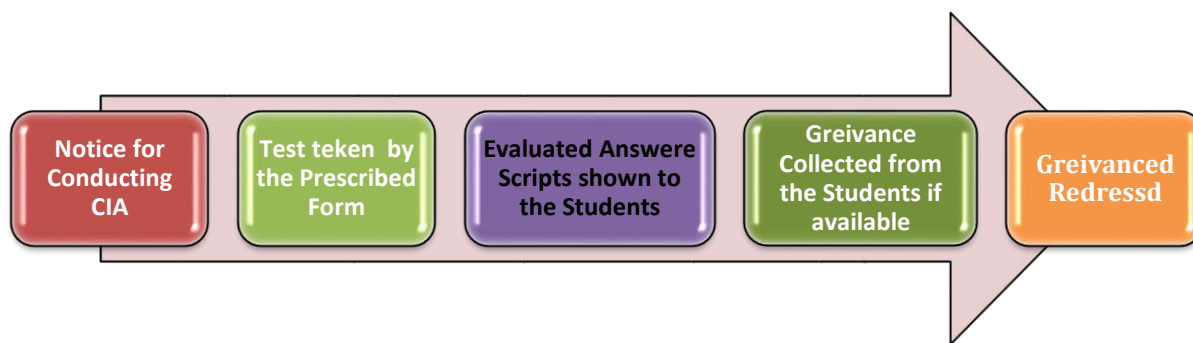 Notice for
Conducting
CIA
Test teken by
the Prescribed
Form
Evaluated Answere
Scripts shown to
the Students
Greivance
Collected from
the Students if
available
Greivanced
Redressd